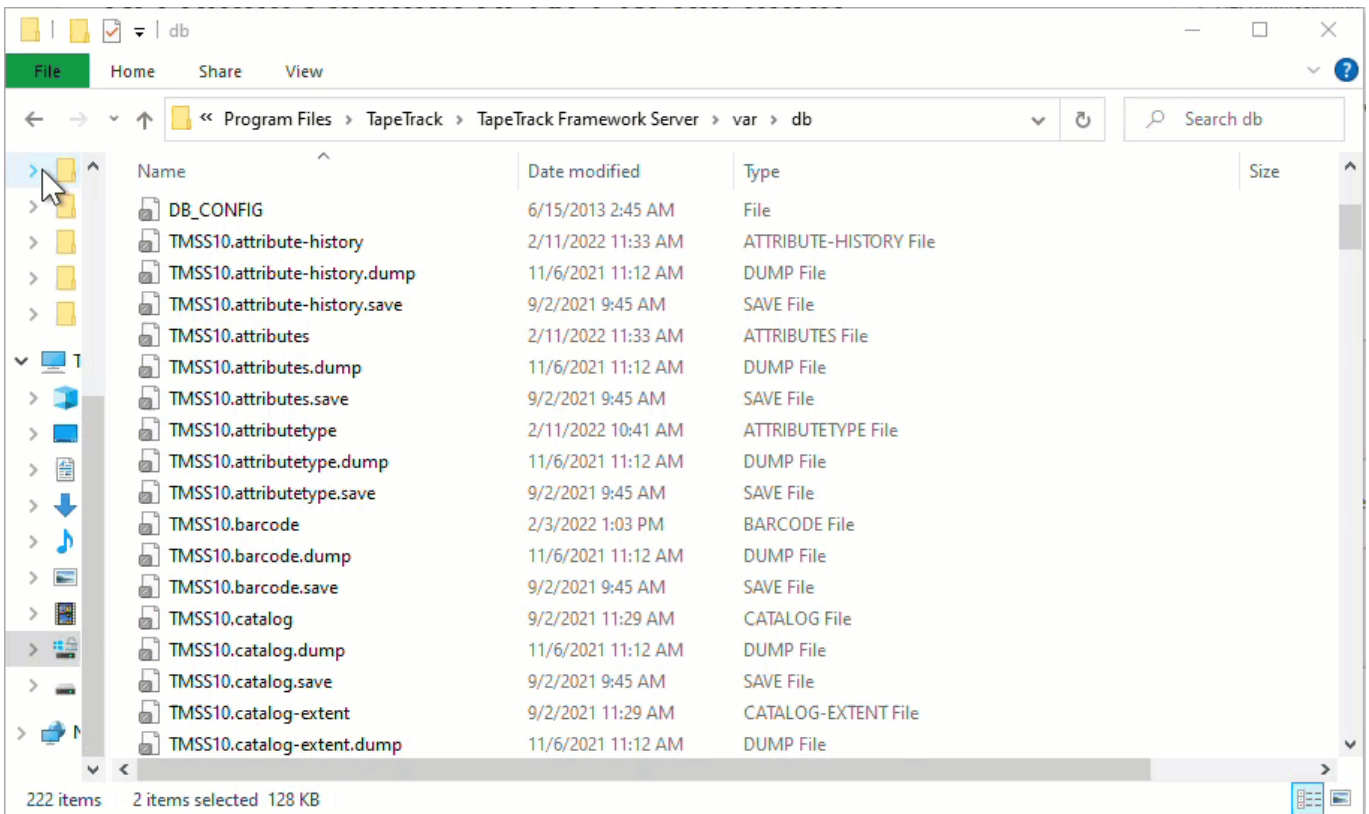 db
File Home Share View
« Program Files > TapeTrack > TapeTrack Framework Server > var > db Search db
Name Date modified Type Size
DB_CONFIG 6/15/2013 2:45 AM File
TMSS10.attribute-history 2/11/2022 11:33 AM ATTRIBUTE-HISTORY File
TMSS10.attribute-history.dump 11/6/2021 11:12 AM DUMP File
TMSS10.attribute-history.save 9/2/2021 9:45 AM SAVE File
TMSS10.attributes 2/11/2022 11:33 AM ATTRIBUTES File
TMSS10.attributes.dump 11/6/2021 11:12 AM DUMP File
TMSS10.attributes.save 9/2/2021 9:45 AM SAVE File
TMSS10.attributetype 2/11/2022 10:41 AM ATTRIBUTETYPE File
TMSS10.attributetype.dump 11/6/2021 11:12 AM DUMP File
TMSS10.attributetype.save 9/2/2021 9:45 AM SAVE File
TMSS10.barcode 2/3/2022 1:03 PM BARCODE File
TMSS10.barcode.dump 11/6/2021 11:12 AM DUMP File
TMSS10.barcode.save 9/2/2021 9:45 AM SAVE File
TMSS10.catalog 9/2/2021 11:29 AM CATALOG File
TMSS10.catalog.dump 11/6/2021 11:12 AM DUMP File
TMSS10.catalog.save 9/2/2021 9:45 AM SAVE File
TMSS10.catalog-extent 9/2/2021 11:29 AM CATALOG-EXTENT File
TMSS10.catalog-extent.dump 11/6/2021 11:12 AM DUMP File
222 items 2 items selected 128 KB